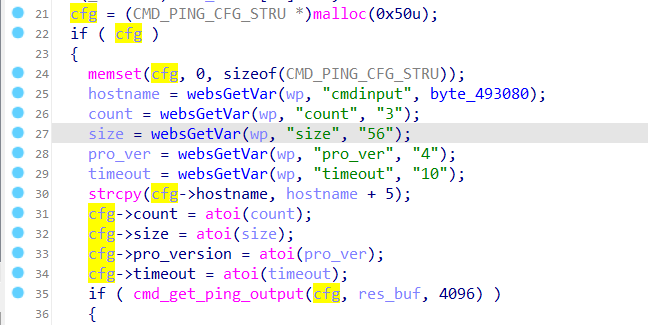 21 cfg = (CMD_PING_CFG_STRU *)malloc(0x50u);
22 if ( cfg )
23 {
24 memset(cfg, 0, sizeof(CMD_PING_CFG_STRU));
25 hostname = websGetVar(wp, "cmdinput", byte_493080);
26 count = websGetVar(wp, "count", "3");
27 size = websGetVar(wp, "size", "56");
28 pro_ver = websGetVar(wp, "pro_ver", "4");
29 timeout = websGetVar(wp, "timeout", "10");
30 strcpy(cfg->hostname, hostname + 5);
31 cfg->count = atoi(count);
32 cfg->size = atoi(size);
33 cfg->pro_version = atoi(pro_ver);
34 cfg->timeout = atoi(timeout);
35 if ( cmd_get_ping_output(cfg, res_buf, 4096) )
36 {